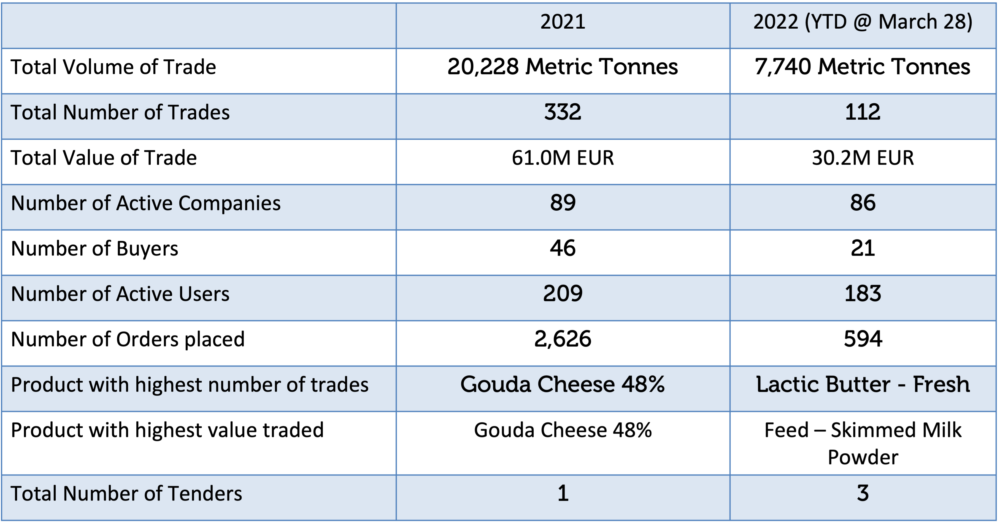 2021 2022 (YTD @ March 28)
Total Volume of Trade 20,228 Metric Tonnes 7,740 Metric Tonnes
Total Number of Trades 332 112
Total Value of Trade 61.0M EUR 30.2M EUR
Number of Active Companies 89 86
Number of Buyers 46 21
Number of Active Users 209 183
Number of Orders placed 2,626 594
Product with highest number of trades Gouda Cheese 48% Lactic Butter - Fresh
Product with highest value traded Gouda Cheese 48% Feed – Skimmed Milk
Powder
Total Number of Tenders 1 3